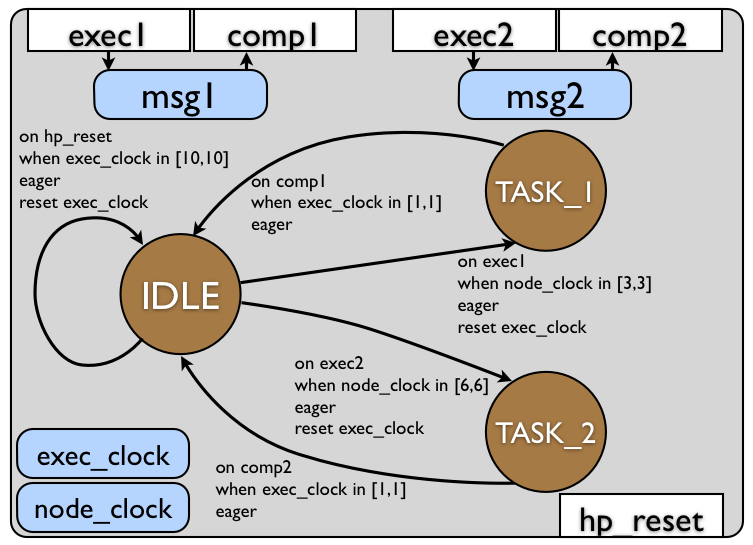 exec1
comp1
exec2
comp2
msg1
msg2
on hp_reset
when exec_clock in [10,10]
eager
reset exec_clock
on comp1
when exec_clock in [1,1]
eager
TASK_1
on exec1
when node_clock in [3,3]
eager
reset exec_clock
IDLE
on exec2
when node_clock in [6,6]
eager
reset exec_clock
TASK_2
on comp2
when exec_clock in [1,1]
eager
exec_clock
node_clock
hp_reset